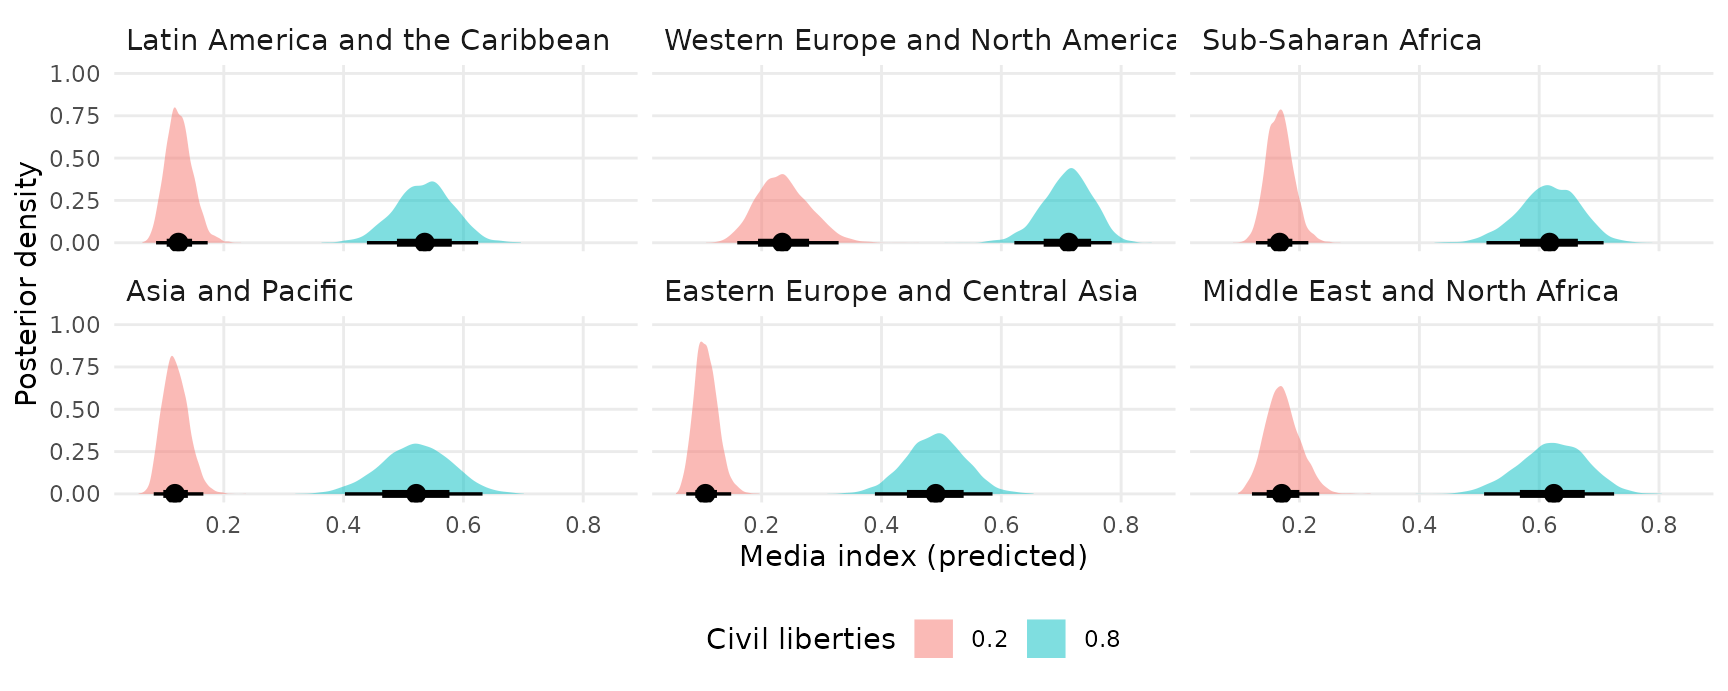 Latin America and the Caribbean
Western Europe and North America
Sub-Saharan Africa
1.00
0.75
0.50
0.25
0.00
Asia and Pacific
Eastern Europe and Central Asia
Middle East and North Africa
1.00
0.75
0.50
0.25
0.00
Posterior density
0.2 0.4 0.6 0.8
0.2 0.4 0.6 0.8
0.2 0.4 0.6 0.8
Media index (predicted)
Civil liberties 0.2 0.8